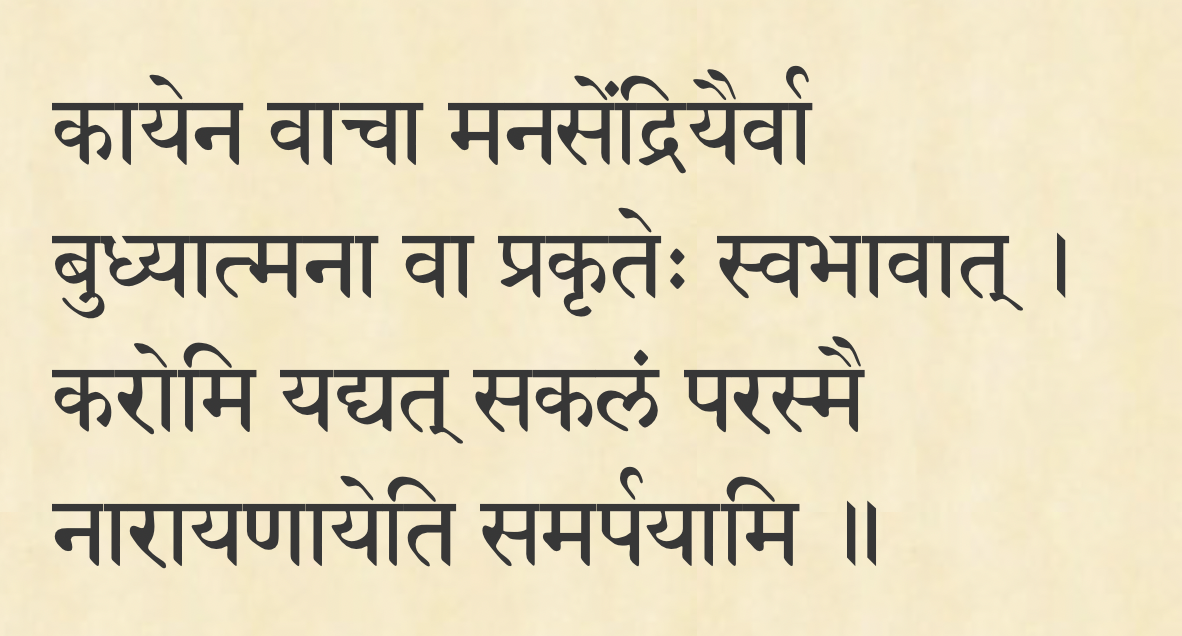 कायेन वाचा मनसेंद्रियैर्वा
बुध्यात्मना वा प्रकृतेः स्वभावात् ।
करोमि यद्यत् सकलं परस्मै
नारायणायेति समर्पयामि ॥